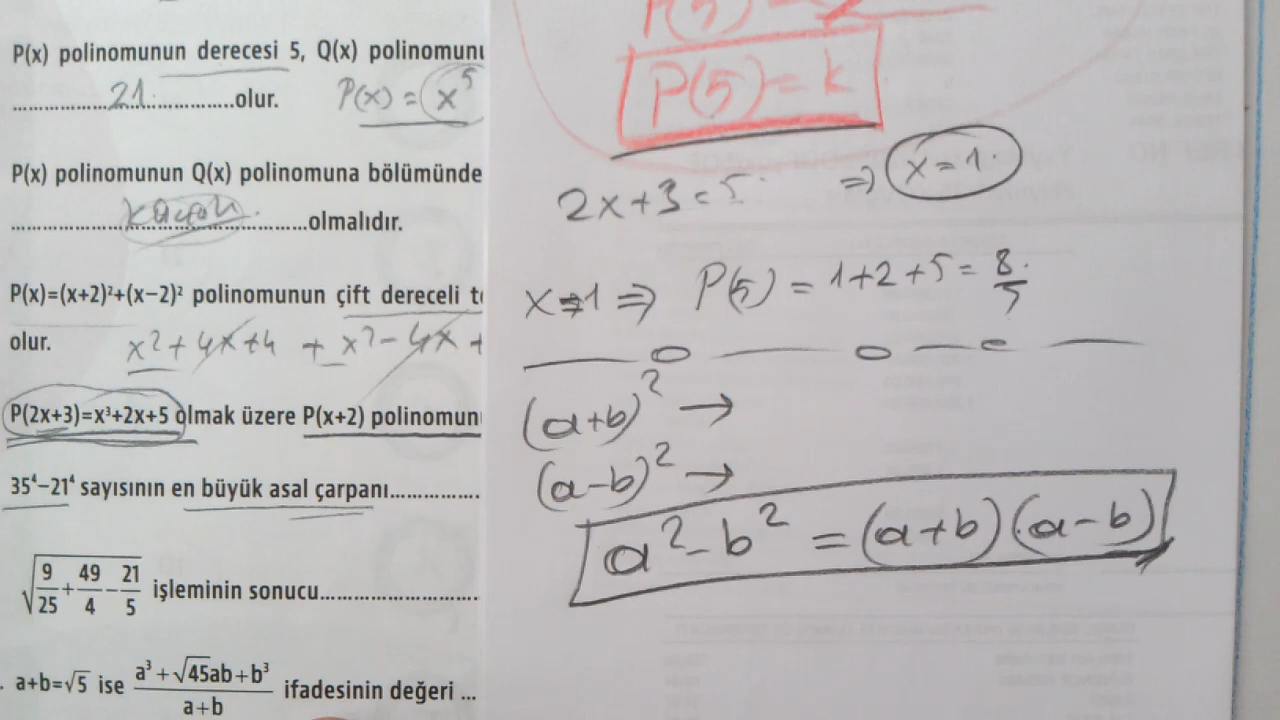 P(x) polinomunun derecesi 5, Q(x) polinomunu
....................21.................olur. P(x) = x⁵
P(x) polinomunun Q(x) polinomuna bölümünde
......................................................olmalıdır.
P(x)=(x+2)²+(x−2)² polinomunun çift dereceli te
olur. x² + 4x + 4 + x² − 4x +
P(2x+3)=x³+2x+5 olmak üzere P(x+2) polinomun
35⁴−21⁴ sayısının en büyük asal çarpanı...............
√(9/25 + 49/4 − 21/5) işleminin sonucu..........................
a+b=√5 ise (a³+√45ab+b³)/(a+b) ifadesinin değeri ...
P(5) = k
2x+3=5 ⇒ x=1
x=1 ⇒ P(5) = 1+2+5 = 8
(a+b)² →
(a−b)² →
a²−b² = (a+b)(a−b)